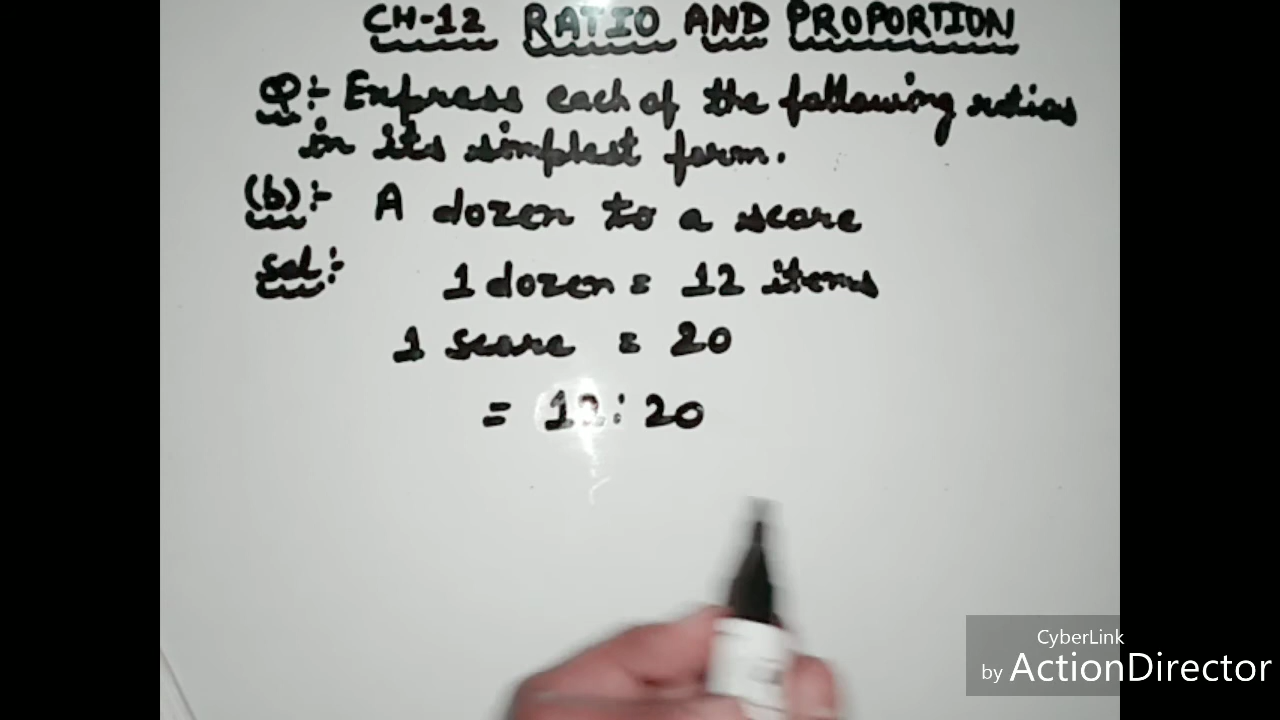 CH-12 RATIO AND PROPORTION
Q:- Express each of the following ratios
in its simplest form.
(b):- A dozen to a score
Sol:- 1 dozen = 12 items
1 score = 20
= 12:20
CyberLink
by ActionDirector